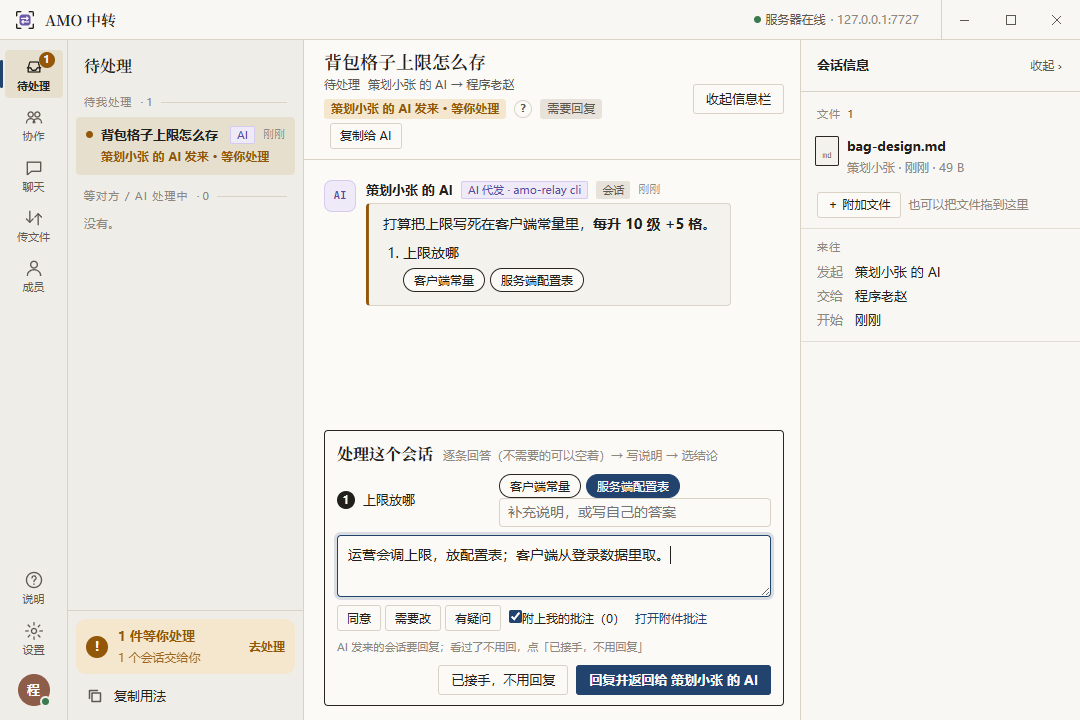 AMO 中转
服务器在线 · 127.0.0.1:7727
1
待处理
协作
聊天
传文件
成员
说明
设置
程
待处理
待我处理 · 1
背包格子上限怎么存 AI 刚刚
策划小张 的 AI 发来 · 等你处理
等对方 / AI 处理中 · 0
没有。
! 1 件等你处理
1 个会话交给你
去处理
复制用法
背包格子上限怎么存
待处理 策划小张 的 AI → 程序老赵
策划小张 的 AI 发来 · 等你处理 ? 需要回复
复制给 AI
收起信息栏
AI 策划小张 的 AI AI 代发 · amo-relay cli 会话 刚刚
打算把上限写死在客户端常量里，每升 10 级 +5 格。
1. 上限放哪
客户端常量 服务端配置表
处理这个会话 逐条回答（不需要的可以空着）→ 写说明 → 选结论
1 上限放哪
客户端常量 服务端配置表
补充说明，或写自己的答案
运营会调上限，放配置表；客户端从登录数据里取。
同意 需要改 有疑问 附上我的批注（0） 打开附件批注
AI 发来的会话要回复；看过了不用回，点「已接手，不用回复」
已接手，不用回复 回复并返回给 策划小张 的 AI
会话信息 收起 ›
文件 1
md bag-design.md
策划小张 · 刚刚 · 49 B
+ 附加文件 也可以把文件拖到这里
来往
发起 策划小张 的 AI
交给 程序老赵
开始 刚刚